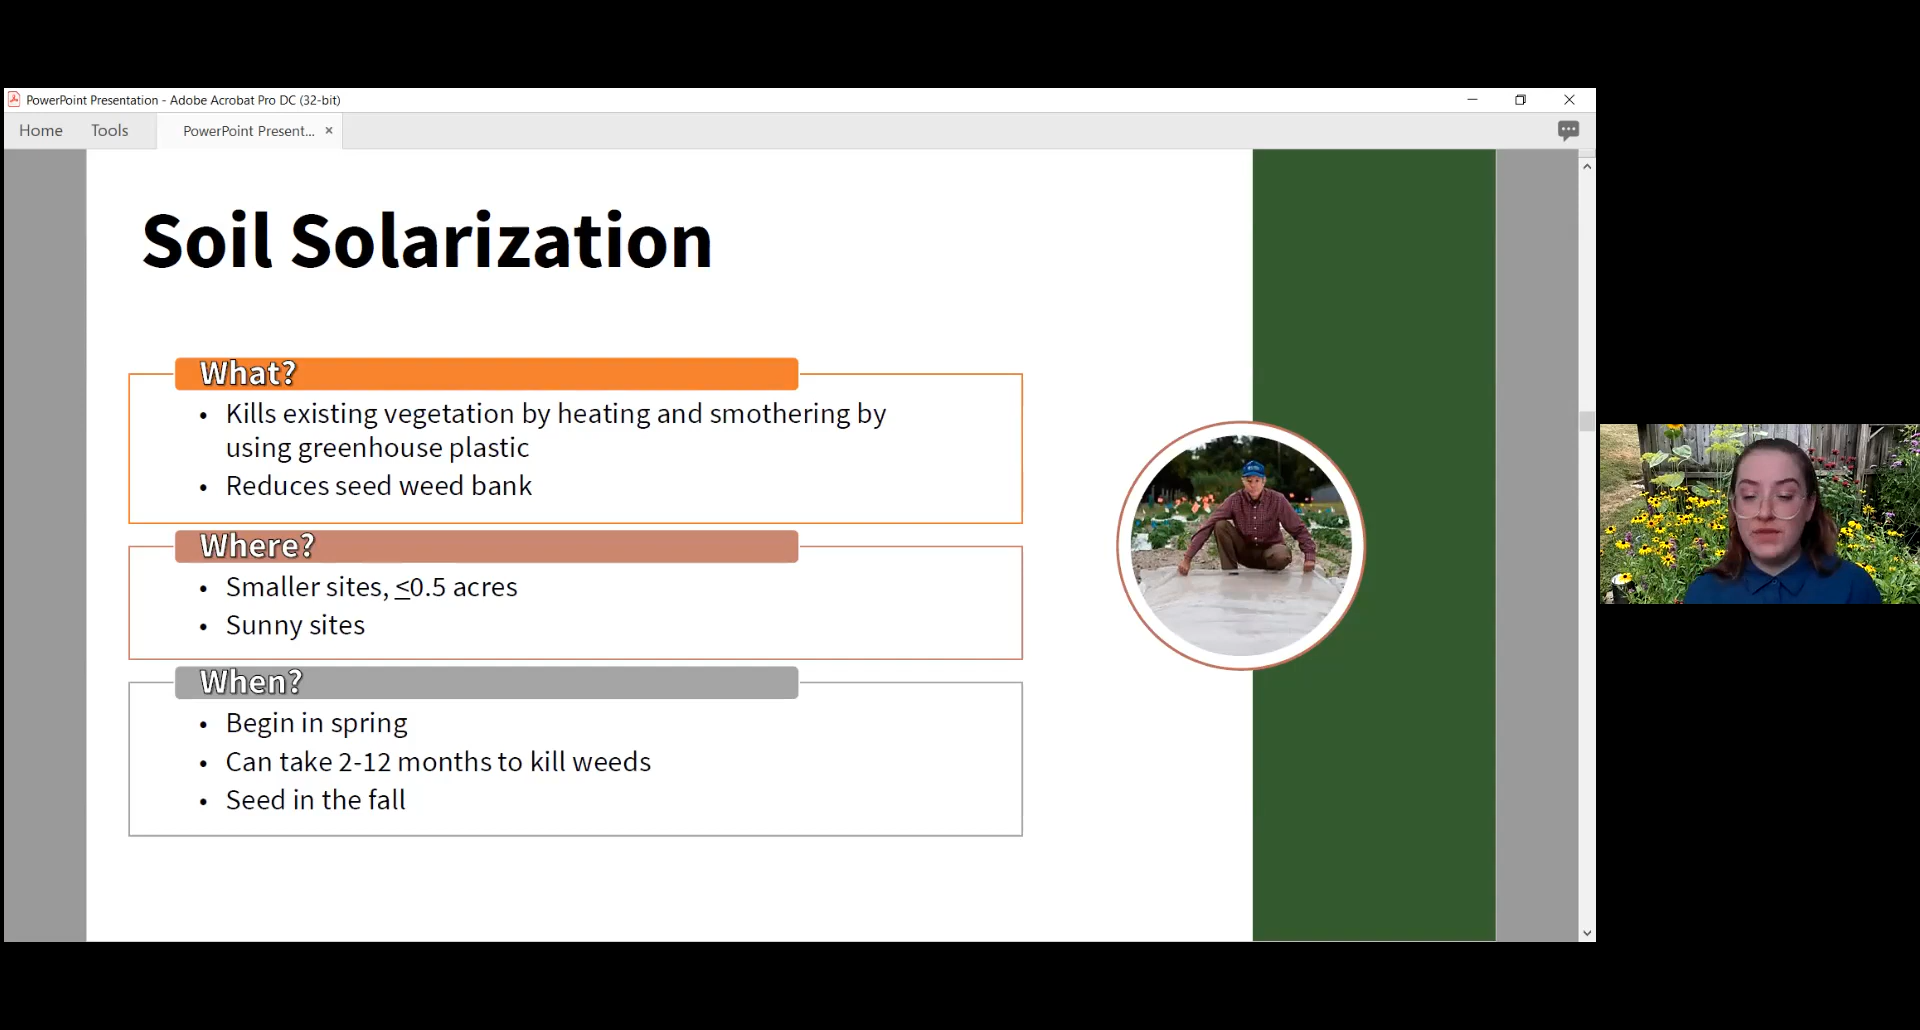 PowerPoint Presentation - Adobe Acrobat Pro DC (32-bit)
Home Tools PowerPoint Present... ×
Soil Solarization
What?
• Kills existing vegetation by heating and smothering by
using greenhouse plastic
• Reduces seed weed bank
Where?
• Smaller sites, ≤0.5 acres
• Sunny sites
When?
• Begin in spring
• Can take 2-12 months to kill weeds
• Seed in the fall